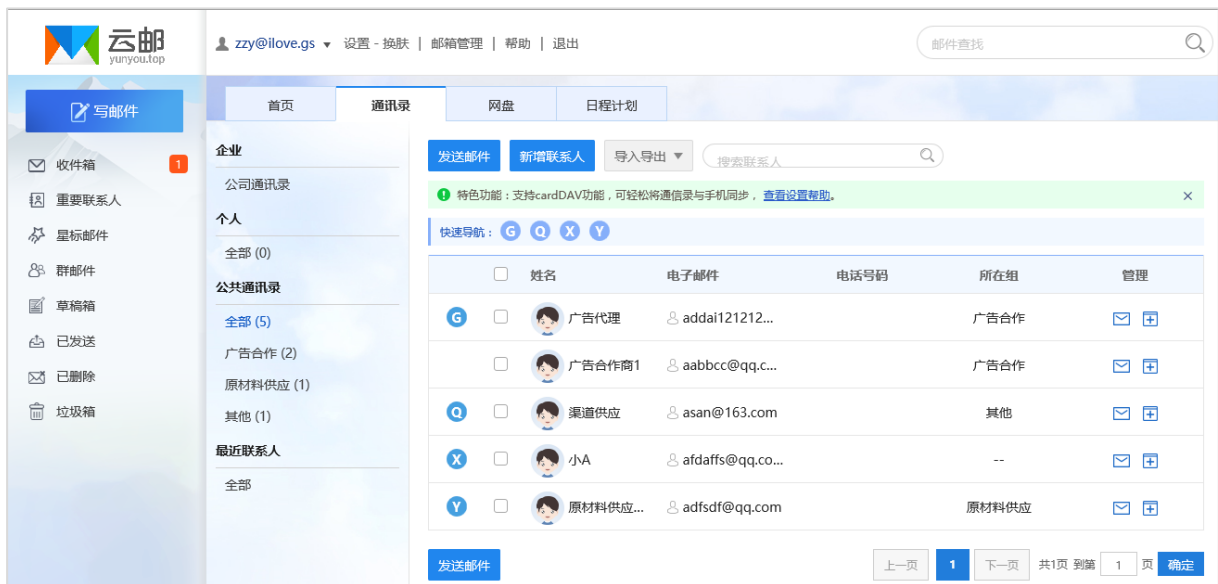 云邮
yunyou.top
zzy@ilove.gs 设置 - 换肤 | 邮箱管理 | 帮助 | 退出
邮件查找
写邮件
收件箱 1
重要联系人
星标邮件
群邮件
草稿箱
已发送
已删除
垃圾箱
首页 通讯录 网盘 日程计划
企业
公司通讯录
个人
全部 (0)
公共通讯录
全部 (5)
广告合作 (2)
原材料供应 (1)
其他 (1)
最近联系人
全部
发送邮件 新增联系人 导入导出 搜索联系人
特色功能：支持cardDAV功能，可轻松将通信录与手机同步， 查看设置帮助。
快速导航： G Q X Y
姓名 电子邮件 电话号码 所在组 管理
G 广告代理 addai121212... 广告合作
广告合作商1 aabbcc@qq.c... 广告合作
Q 渠道供应 asan@163.com 其他
X 小A afdaffs@qq.co... --
Y 原材料供应... adfsdf@qq.com 原材料供应
发送邮件 上一页 1 下一页 共1页 到第 1 页 确定